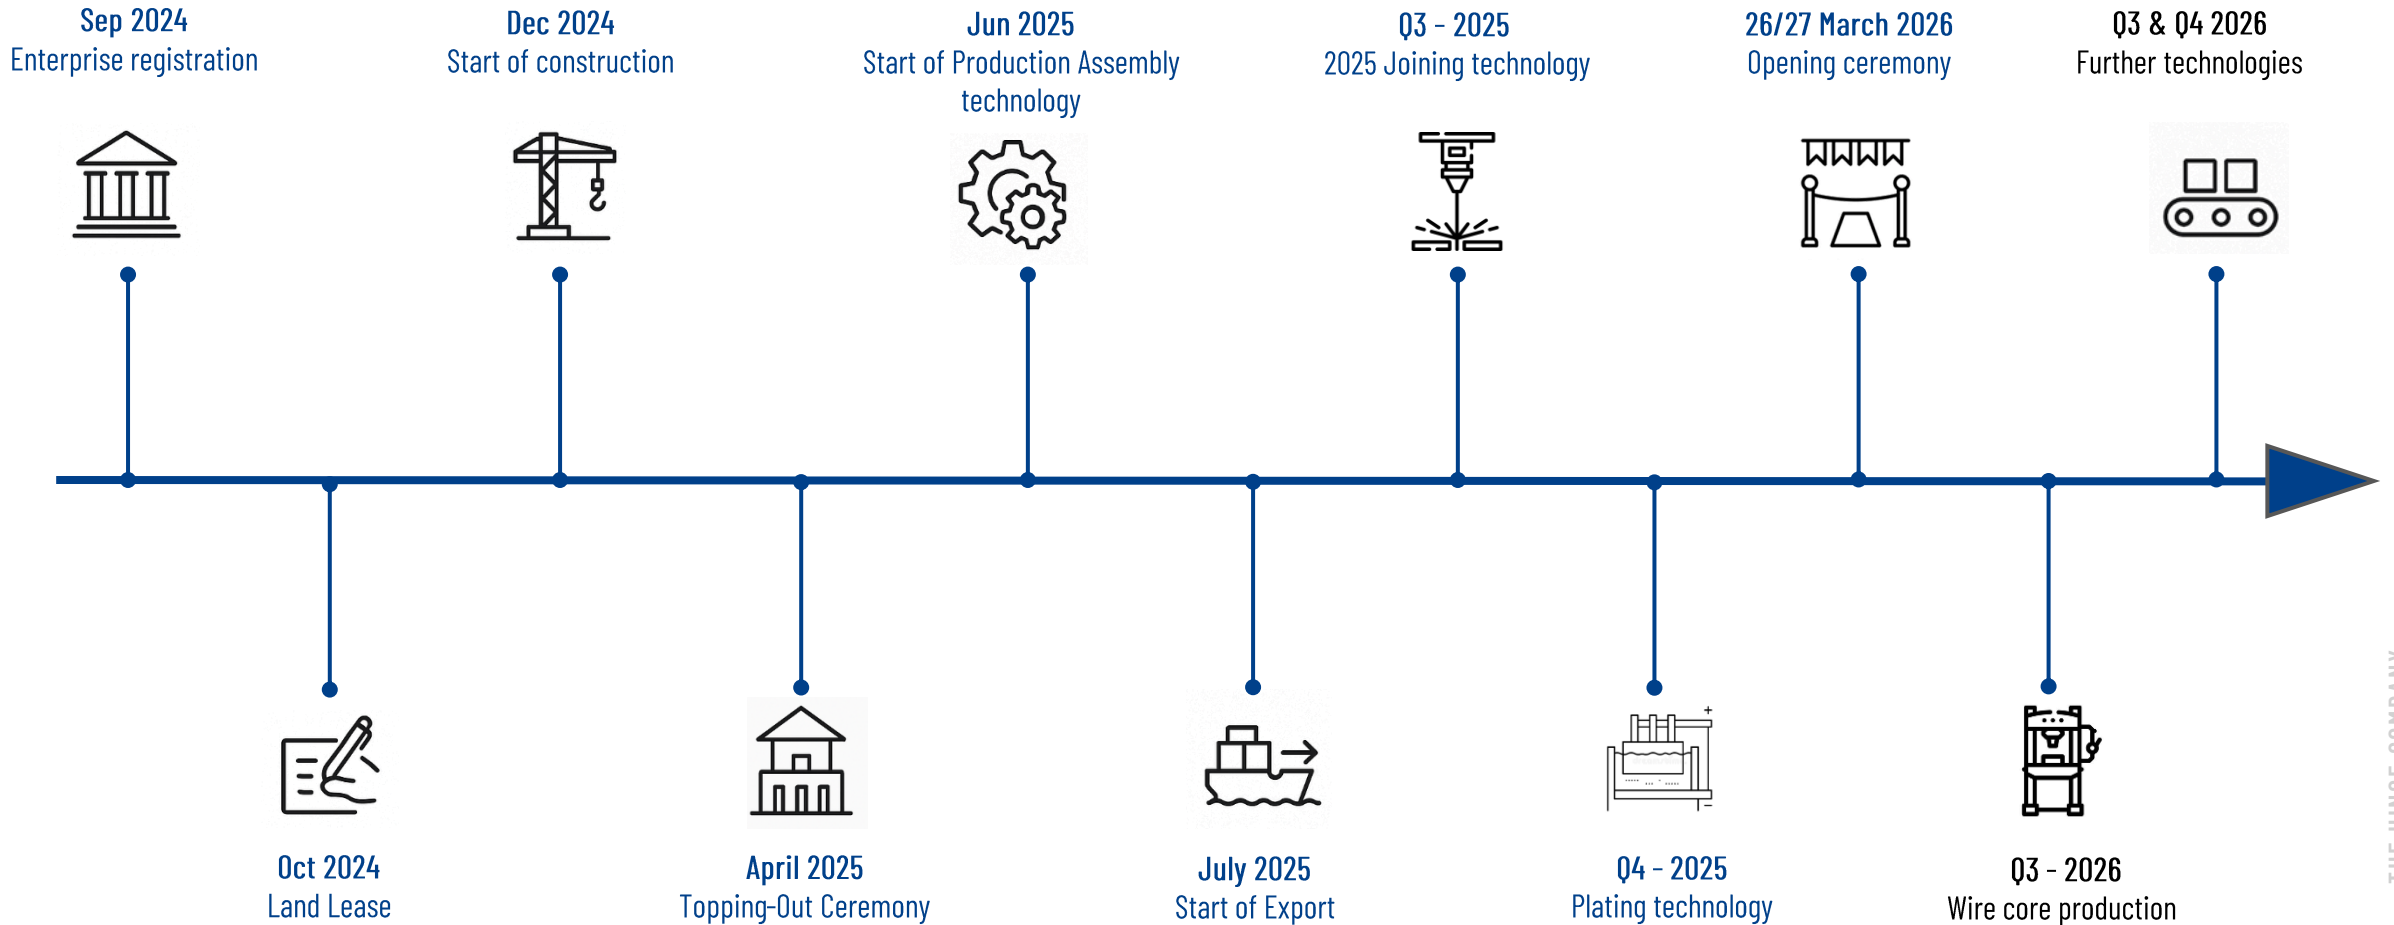 Sep 2024
Enterprise registration
Dec 2024
Start of construction
Jun 2025
Start of Production Assembly
technology
Q3 - 2025
2025 Joining technology
26/27 March 2026
Opening ceremony
Q3 & Q4 2026
Further technologies
Oct 2024
Land Lease
April 2025
Topping-Out Ceremony
July 2025
Start of Export
+
-
Q4 - 2025
Plating technology
Q3 - 2026
Wire core production